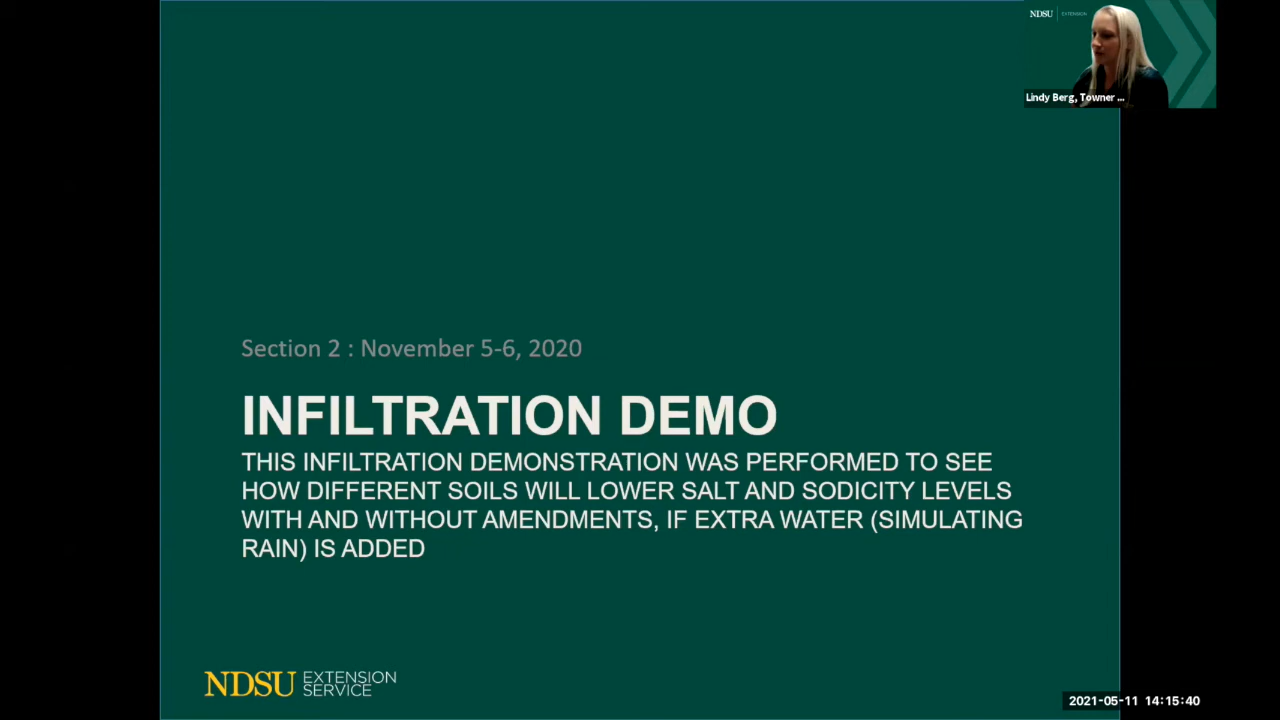 NDSU EXTENSION
Lindy Berg, Towner ...
Section 2 : November 5-6, 2020
INFILTRATION DEMO
THIS INFILTRATION DEMONSTRATION WAS PERFORMED TO SEE
HOW DIFFERENT SOILS WILL LOWER SALT AND SODICITY LEVELS
WITH AND WITHOUT AMENDMENTS, IF EXTRA WATER (SIMULATING
RAIN) IS ADDED
NDSU EXTENSION
SERVICE
2021-05-11 14:15:40